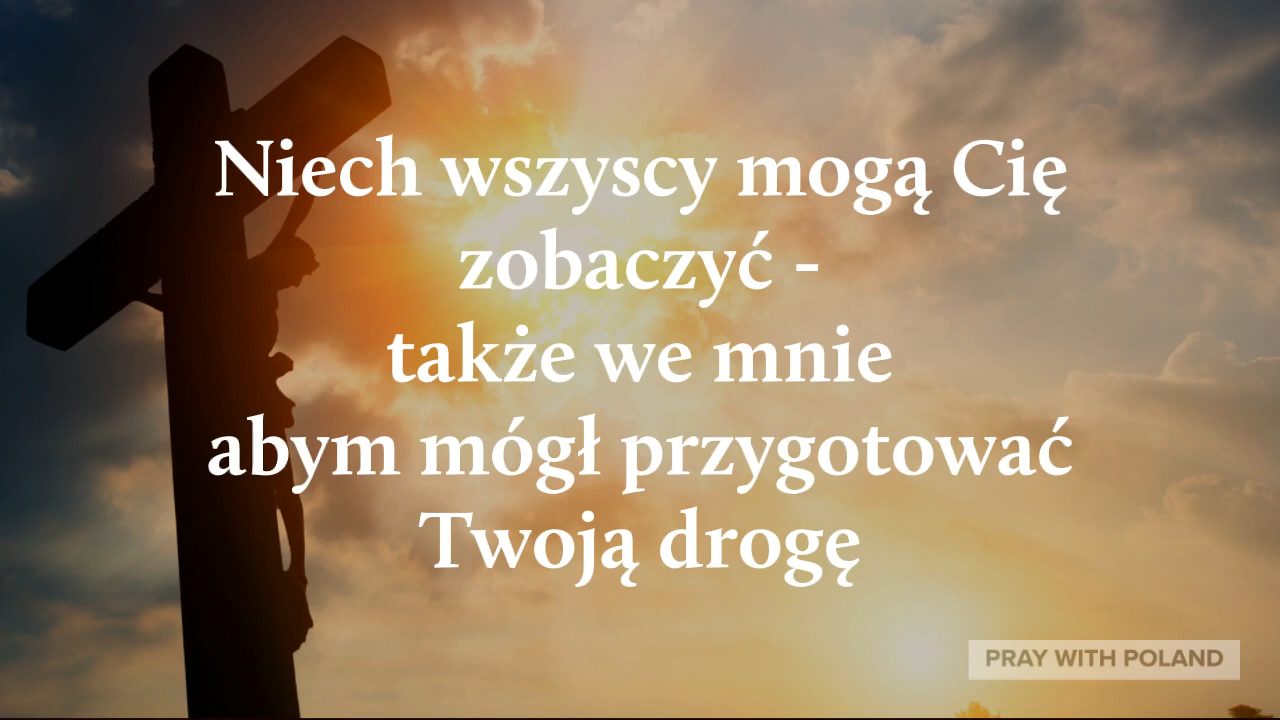 Niech wszyscy mogą Cię
zobaczyć -
także we mnie
abym mógł przygotować
Twoją drogę
PRAY WITH POLAND